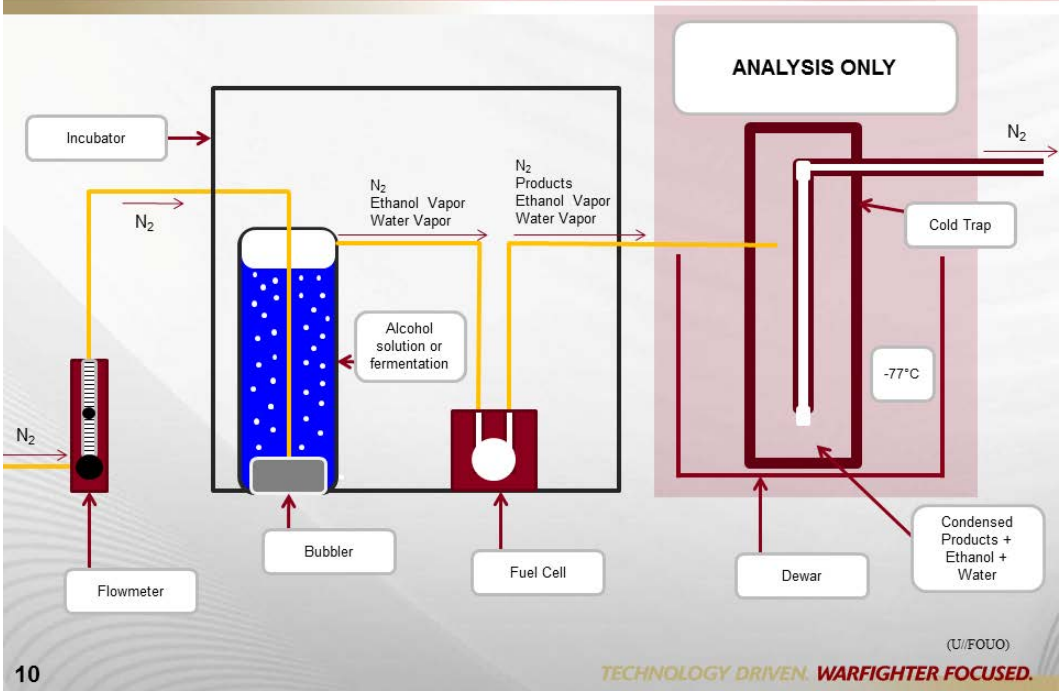 ANALYSIS ONLY
Incubator
N₂
N₂
Ethanol Vapor
Water Vapor
N₂
Products
Ethanol Vapor
Water Vapor
N₂
Cold Trap
Alcohol
solution or
fermentation
-77°C
N₂
Bubbler
Fuel Cell
Flowmeter
Dewar
Condensed
Products +
Ethanol +
Water
(U//FOUO)
10
TECHNOLOGY DRIVEN. WARFIGHTER FOCUSED.